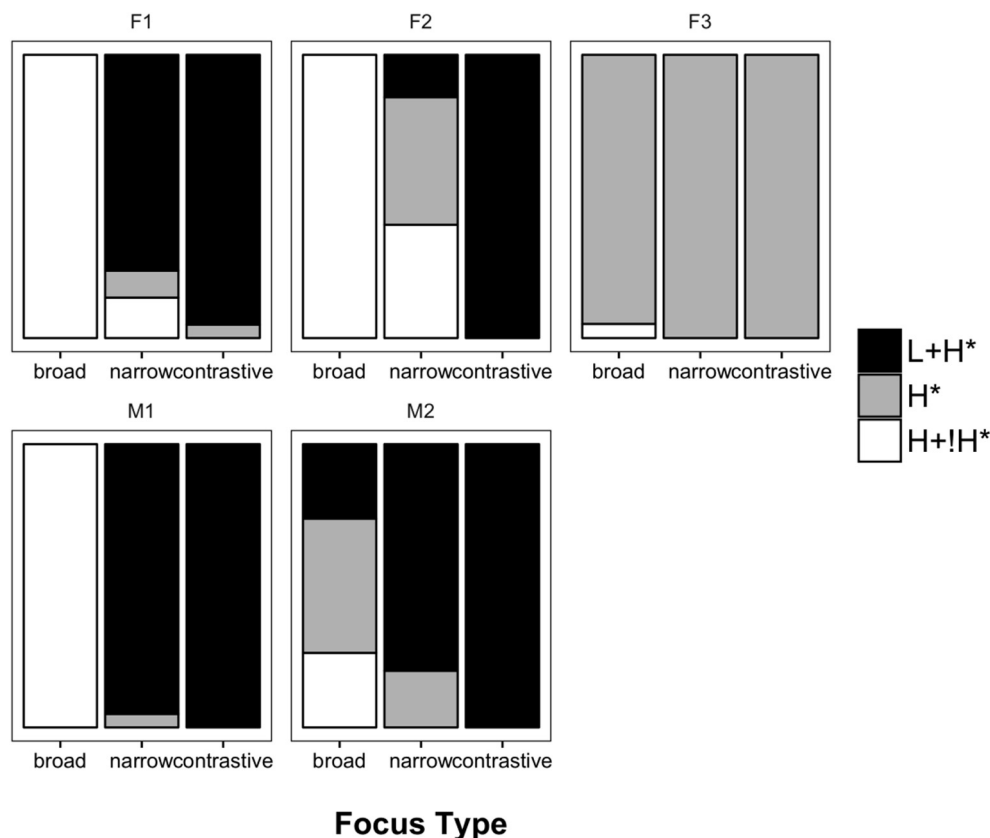 F1 F2 F3
broad narrowcontrastive broad narrowcontrastive broad narrowcontrastive
L+H*
H*
H+!H*
M1 M2
broad narrowcontrastive broad narrowcontrastive
Focus Type